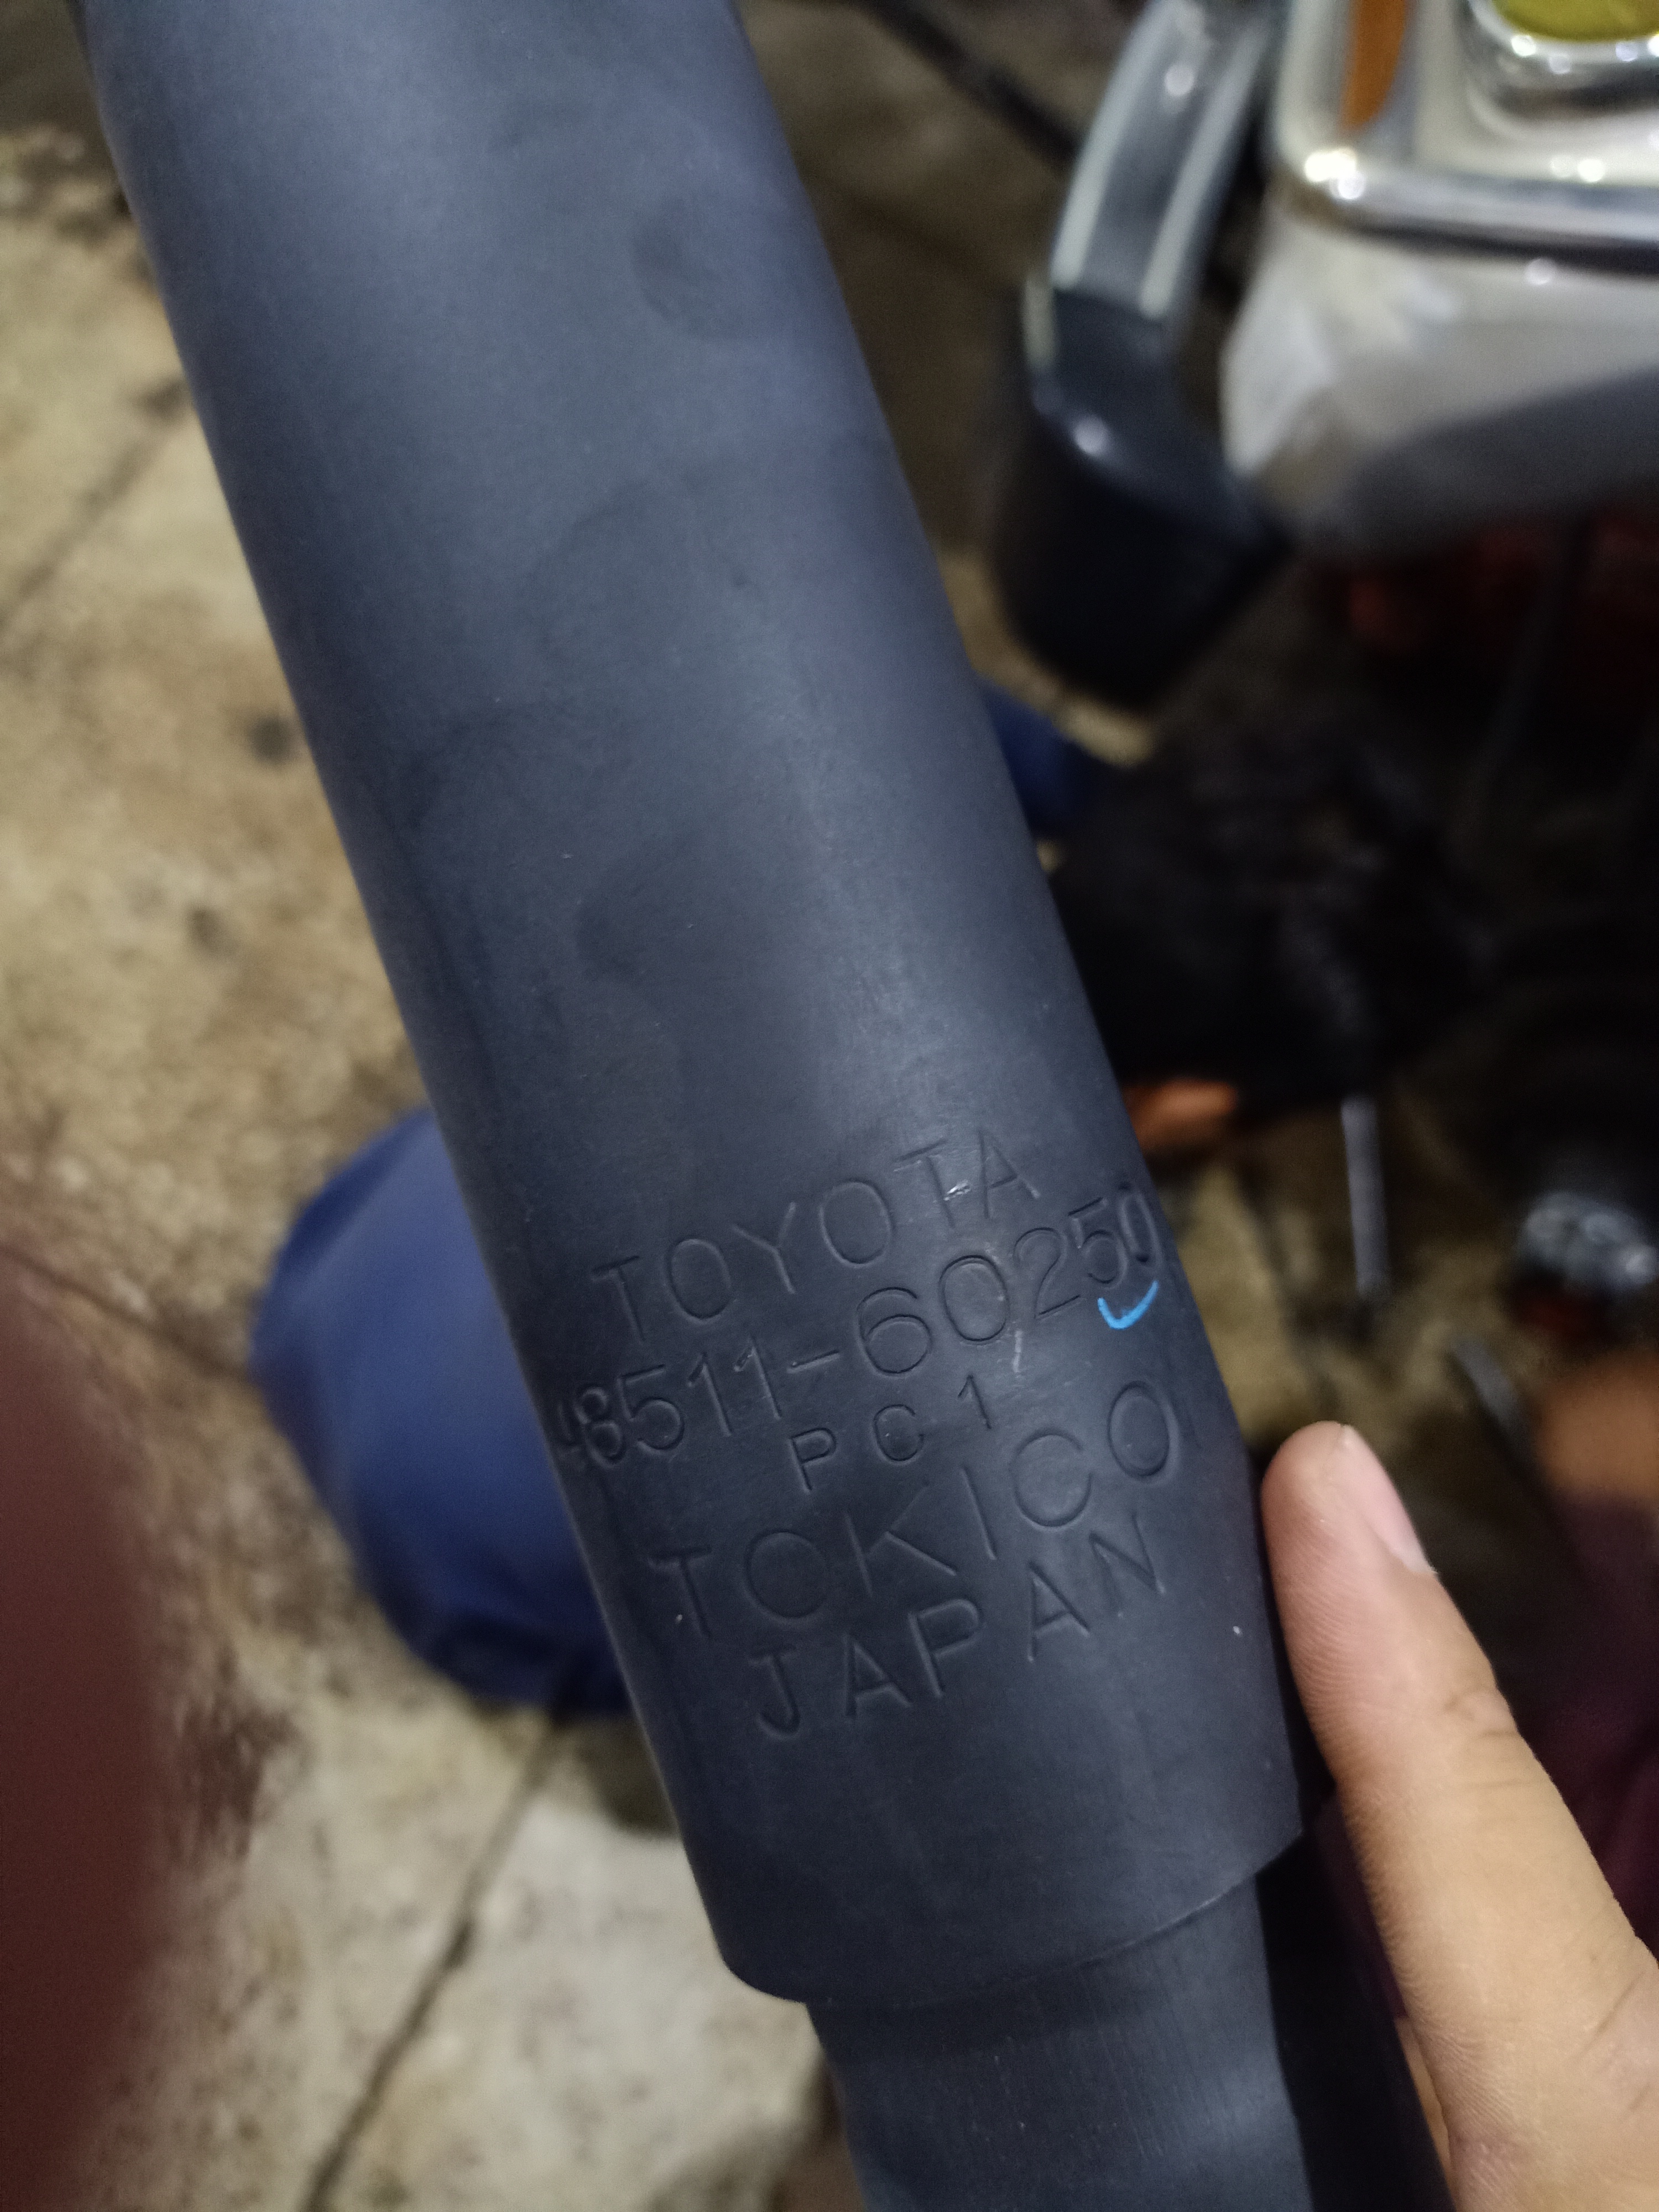 TOYOTA
48511-60250
PC1
TOKICO
JAPAN